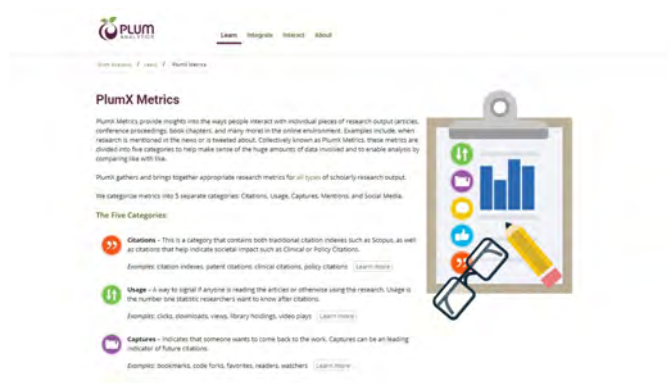 PLUM
ANALYTICS
Learn Integrate Interact About
Plum Analytics / Learn / PlumX Metrics
PlumX Metrics
PlumX Metrics provide insights into the ways people interact with individual pieces of research output (articles,
conference proceedings, book chapters, and many more) in the online environment. Examples include, when
research is mentioned in the news or is tweeted about. Collectively known as PlumX Metrics, these metrics are
divided into five categories to help make sense of the huge amounts of data involved and to enable analysis by
comparing like with like.
PlumX gathers and brings together appropriate research metrics for all types of scholarly research output.
We categorize metrics into 5 separate categories: Citations, Usage, Captures, Mentions, and Social Media.
The Five Categories:
Citations – This is a category that contains both traditional citation indexes such as Scopus, as well
as citations that help indicate societal impact such as Clinical or Policy Citations.
Examples: citation indexes, patent citations, clinical citations, policy citations Learn more
Usage – A way to signal if anyone is reading the articles or otherwise using the research. Usage is
the number one statistic researchers want to know after citations.
Examples: clicks, downloads, views, library holdings, video plays Learn more
Captures – Indicates that someone wants to come back to the work. Captures can be an leading
indicator of future citations.
Examples: bookmarks, code forks, favorites, readers, watchers Learn more